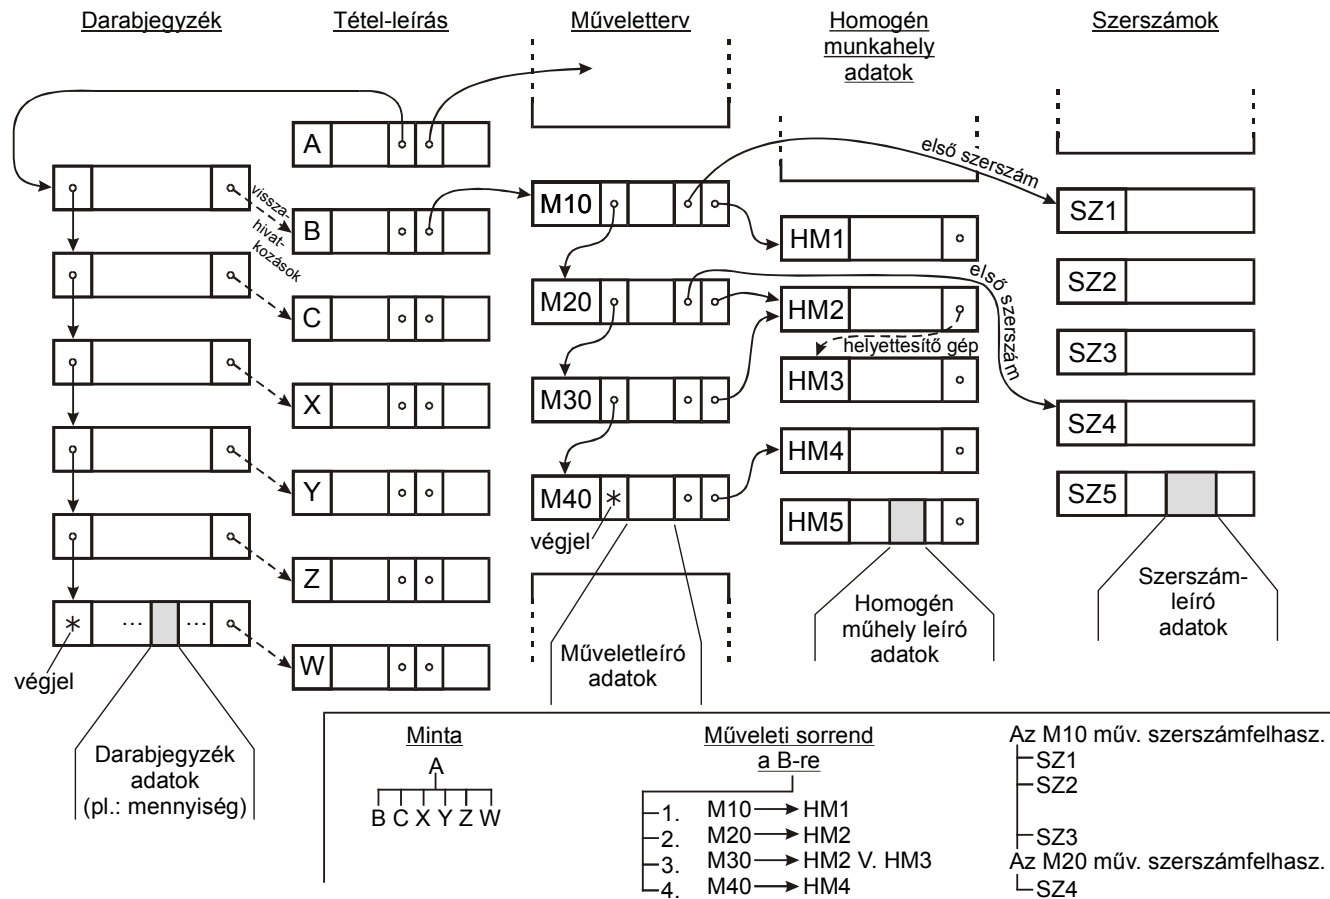 Darabjegyzék
Tétel-leírás
Műveletterv
Homogén
munkahely
adatok
Szerszámok
A
B
C
X
Y
Z
W
vissza-
hivat-
kozások
M10
M20
M30
M40
*
végjel
első szerszám
első szerszám
HM1
HM2
helyettesítő gép
HM3
HM4
HM5
SZ1
SZ2
SZ3
SZ4
SZ5
* ... ...
végjel
Darabjegyzék
adatok
(pl.: mennyiség)
Műveletleíró
adatok
Homogén
műhely leíró
adatok
Szerszám-
leíró
adatok
Minta
A
B C X Y Z W
Műveleti sorrend
a B-re
1. M10 → HM1
2. M20 → HM2
3. M30 → HM2 V. HM3
4. M40 → HM4
Az M10 műv. szerszámfelhasz.
SZ1
SZ2
SZ3
Az M20 műv. szerszámfelhasz.
SZ4